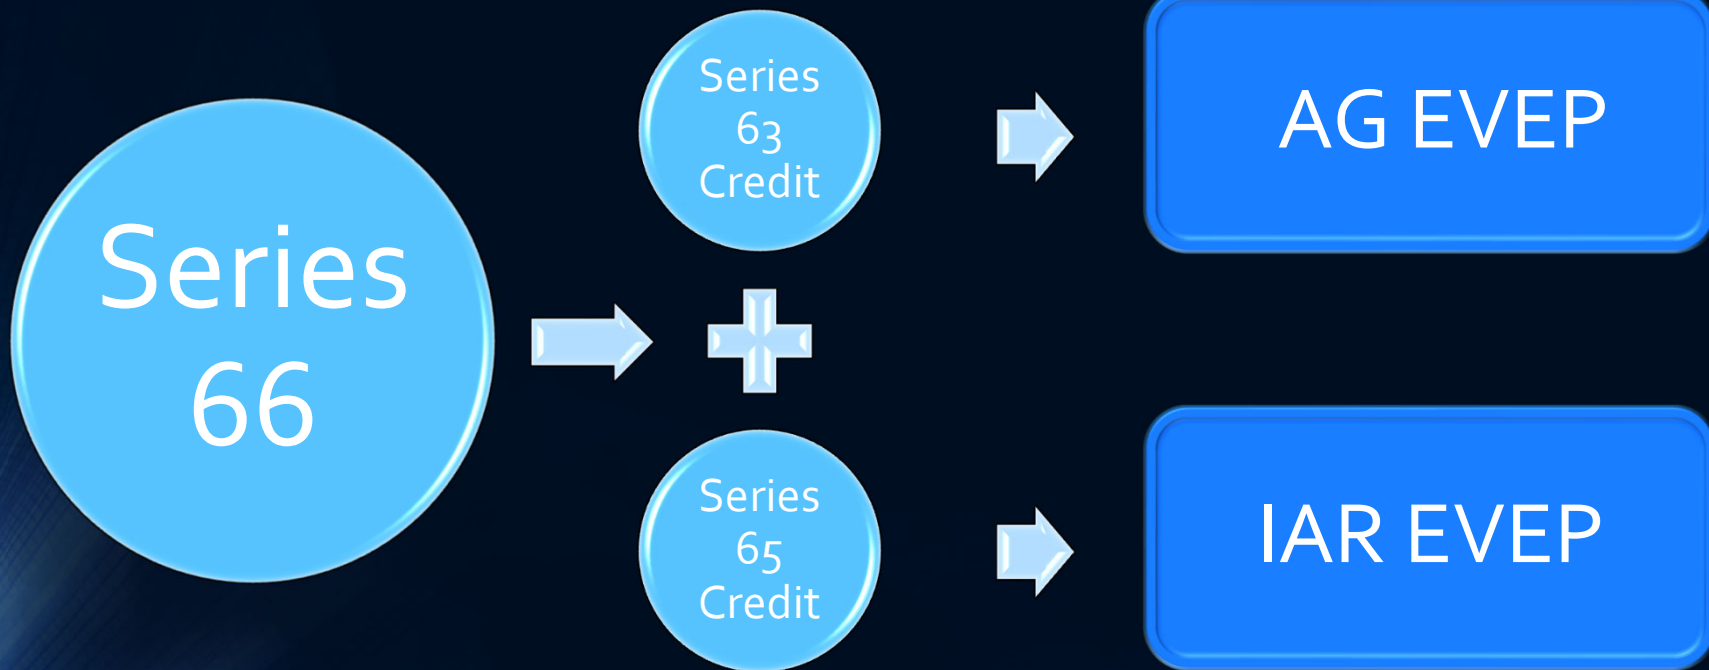 Series
66
Series
63
Credit
AG EVEP
Series
65
Credit
IAR EVEP